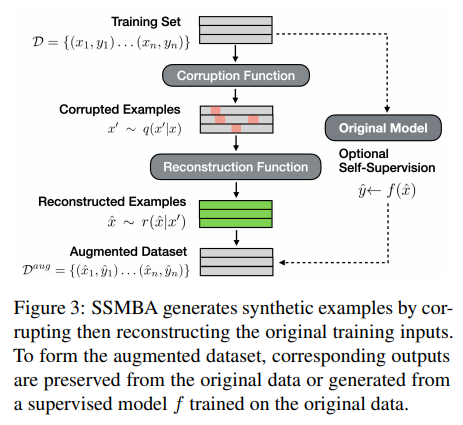 Training Set
𝒟 = {(x₁, y₁) . . . (xₙ, yₙ)}
Corruption Function
Corrupted Examples
x′ ∼ q(x′|x)
Original Model
Optional
Self-Supervision
ŷ← f(x̂)
Reconstruction Function
Reconstructed Examples
x̂ ∼ r(x̂|x′)
Augmented Dataset
𝒟ᵃᵘᵍ = {(x̂₁, ŷ₁) . . . (x̂ₙ, ŷₙ)}
Figure 3: SSMBA generates synthetic examples by cor-
rupting then reconstructing the original training inputs.
To form the augmented dataset, corresponding outputs
are preserved from the original data or generated from
a supervised model f trained on the original data.